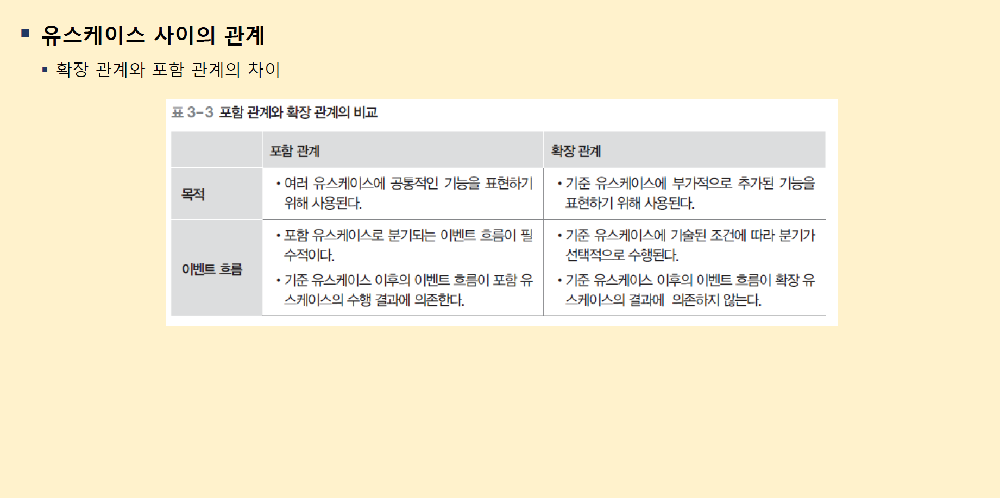 유스케이스 사이의 관계
확장 관계와 포함 관계의 차이
표 3-3 포함 관계와 확장 관계의 비교
포함 관계
확장 관계
목적
• 여러 유스케이스에 공통적인 기능을 표현하기
위해 사용된다.
• 기준 유스케이스에 부가적으로 추가된 기능을
표현하기 위해 사용된다.
이벤트 흐름
• 포함 유스케이스로 분기되는 이벤트 흐름이 필
수적이다.
• 기준 유스케이스 이후의 이벤트 흐름이 포함 유
스케이스의 수행 결과에 의존한다.
• 기준 유스케이스에 기술된 조건에 따라 분기가
선택적으로 수행된다.
• 기준 유스케이스 이후의 이벤트 흐름이 확장 유
스케이스의 결과에 의존하지 않는다.